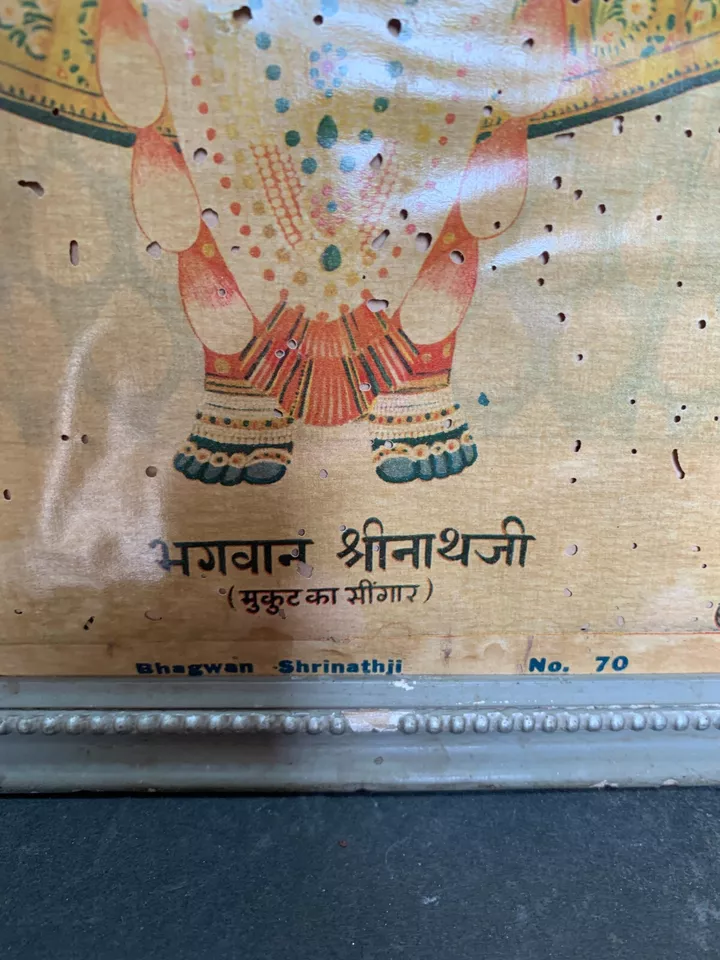 भगवान श्रीनाथजी
(मुकुट का सींगार)
Bhagwan Shrinathji No. 70